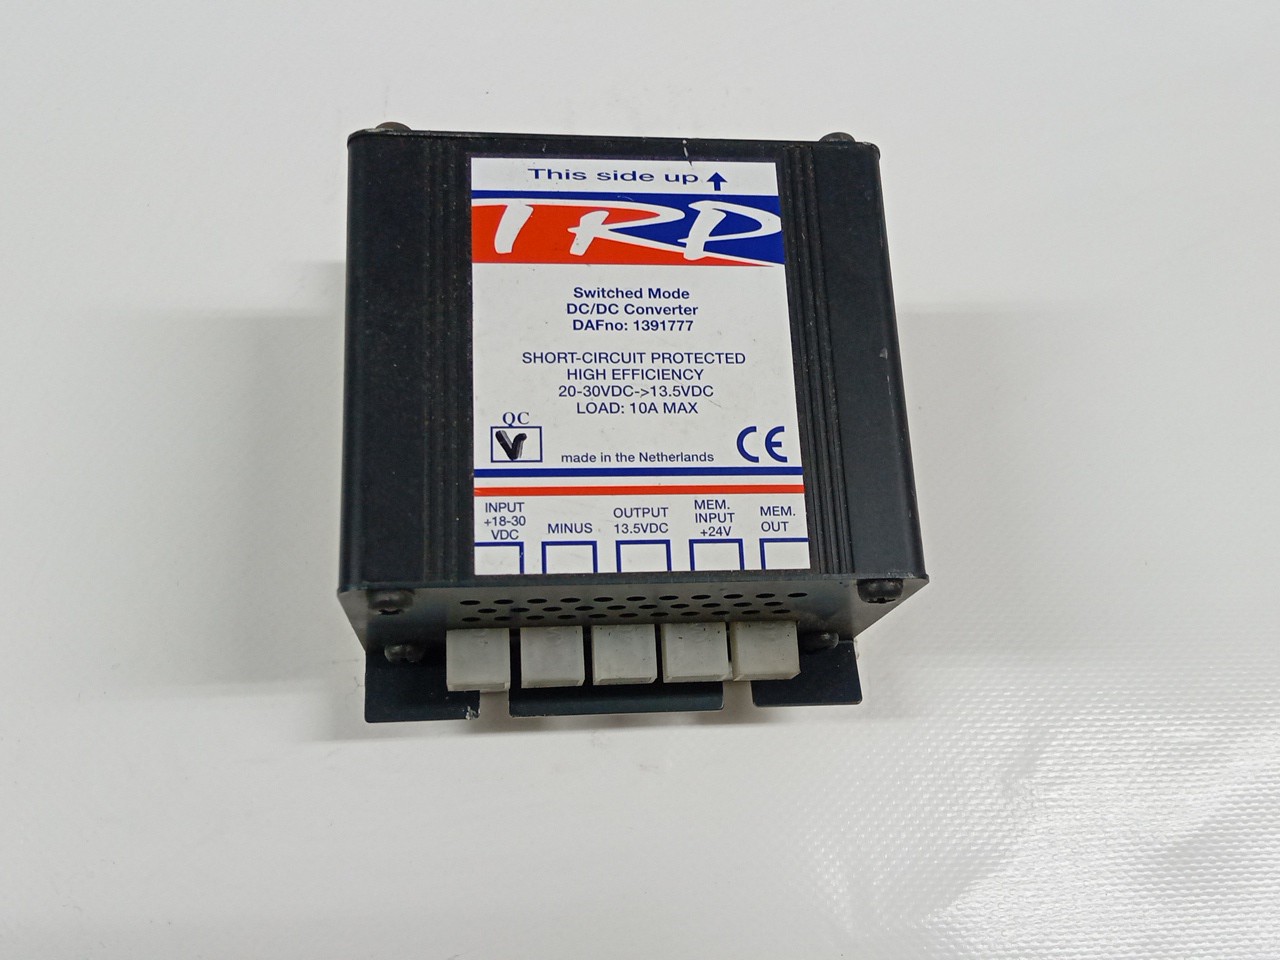 This side up
TRP
Switched Mode
DC/DC Converter
DAFno: 1391777
SHORT-CIRCUIT PROTECTED
HIGH EFFICIENCY
20-30VDC->13.5VDC
LOAD: 10A MAX
QC
made in the Netherlands
CE
INPUT
+18-30
VDC
MINUS
OUTPUT
13.5VDC
MEM.
INPUT
+24V
MEM.
OUT